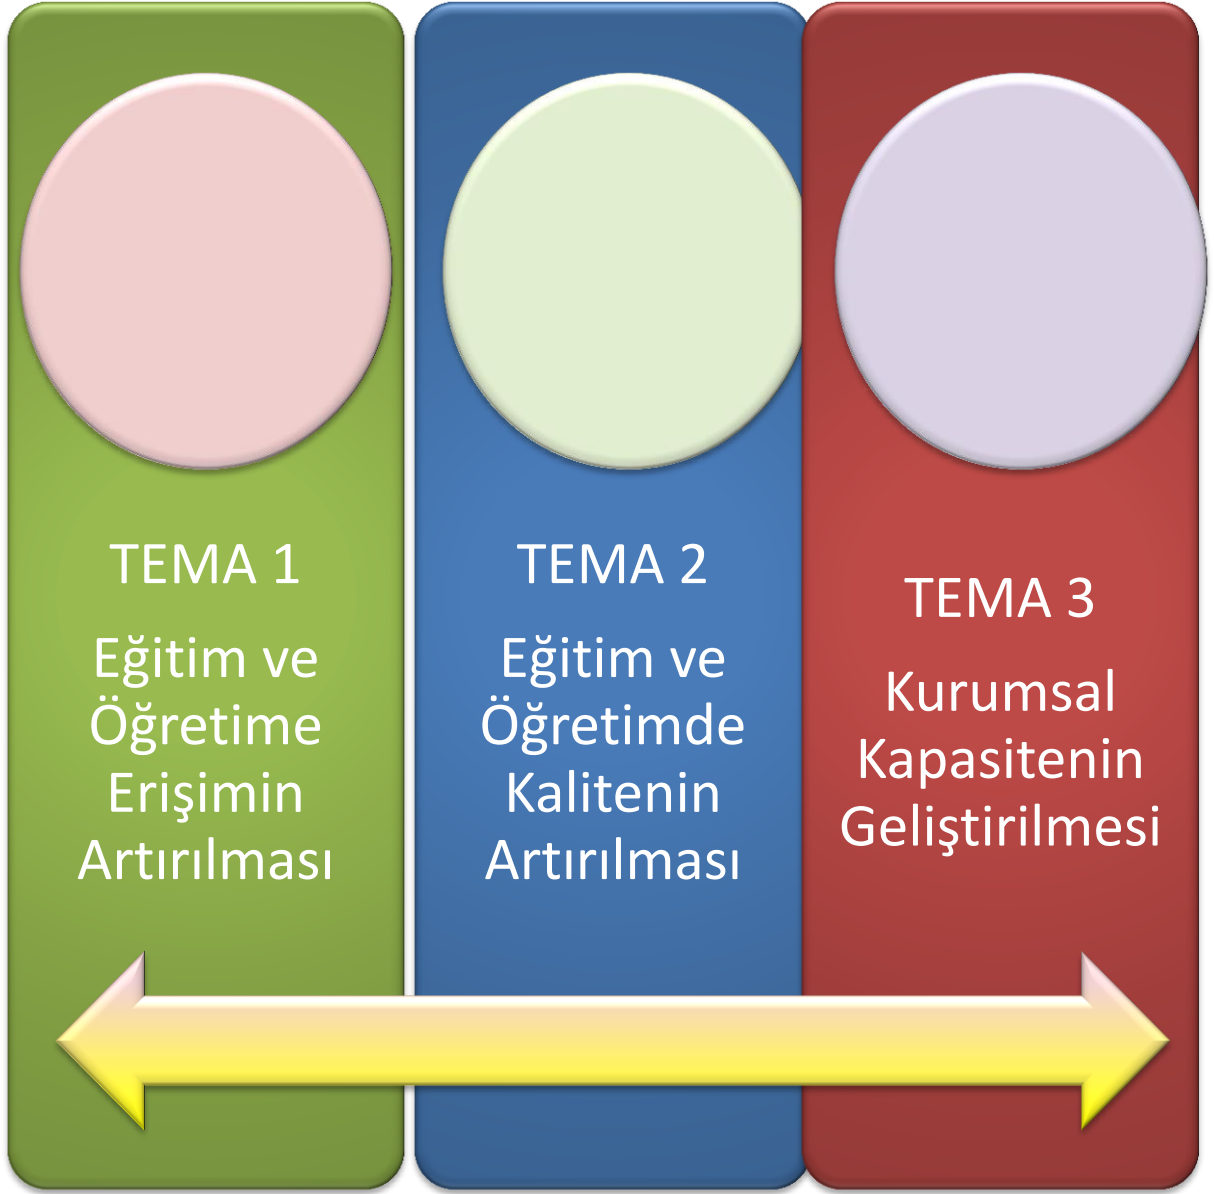 TEMA 1
Eğitim ve
Öğretime
Erişimin
Artırılması
TEMA 2
Eğitim ve
Öğretimde
Kalitenin
Artırılması
TEMA 3
Kurumsal
Kapasitenin
Geliştirilmesi